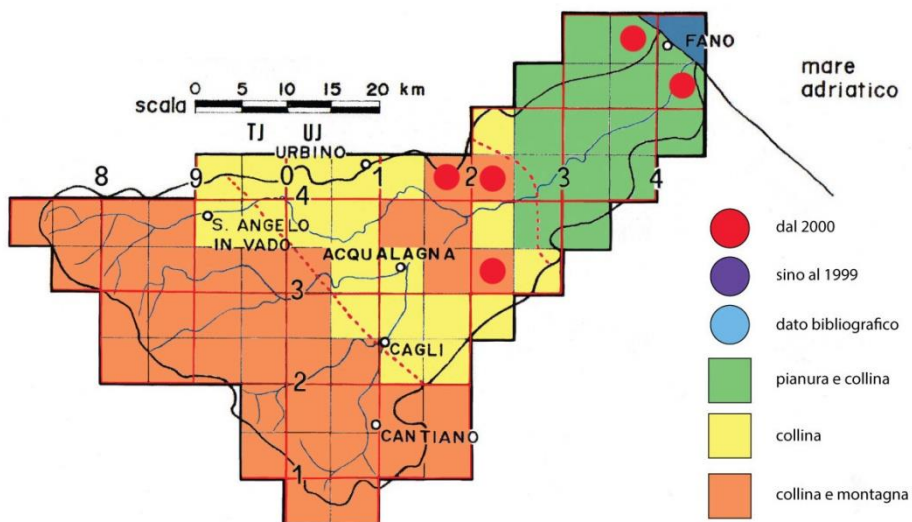 FANO
mare
adriatico
scala 0 5 10 15 20 km
TJ UJ
URBINO
8 9 0 1 2 3 4
4
S. ANGELO
IN VADO
ACQUALAGNA
3
CAGLI
2
CANTIANO
1
dal 2000
sino al 1999
dato bibliografico
pianura e collina
collina
collina e montagna